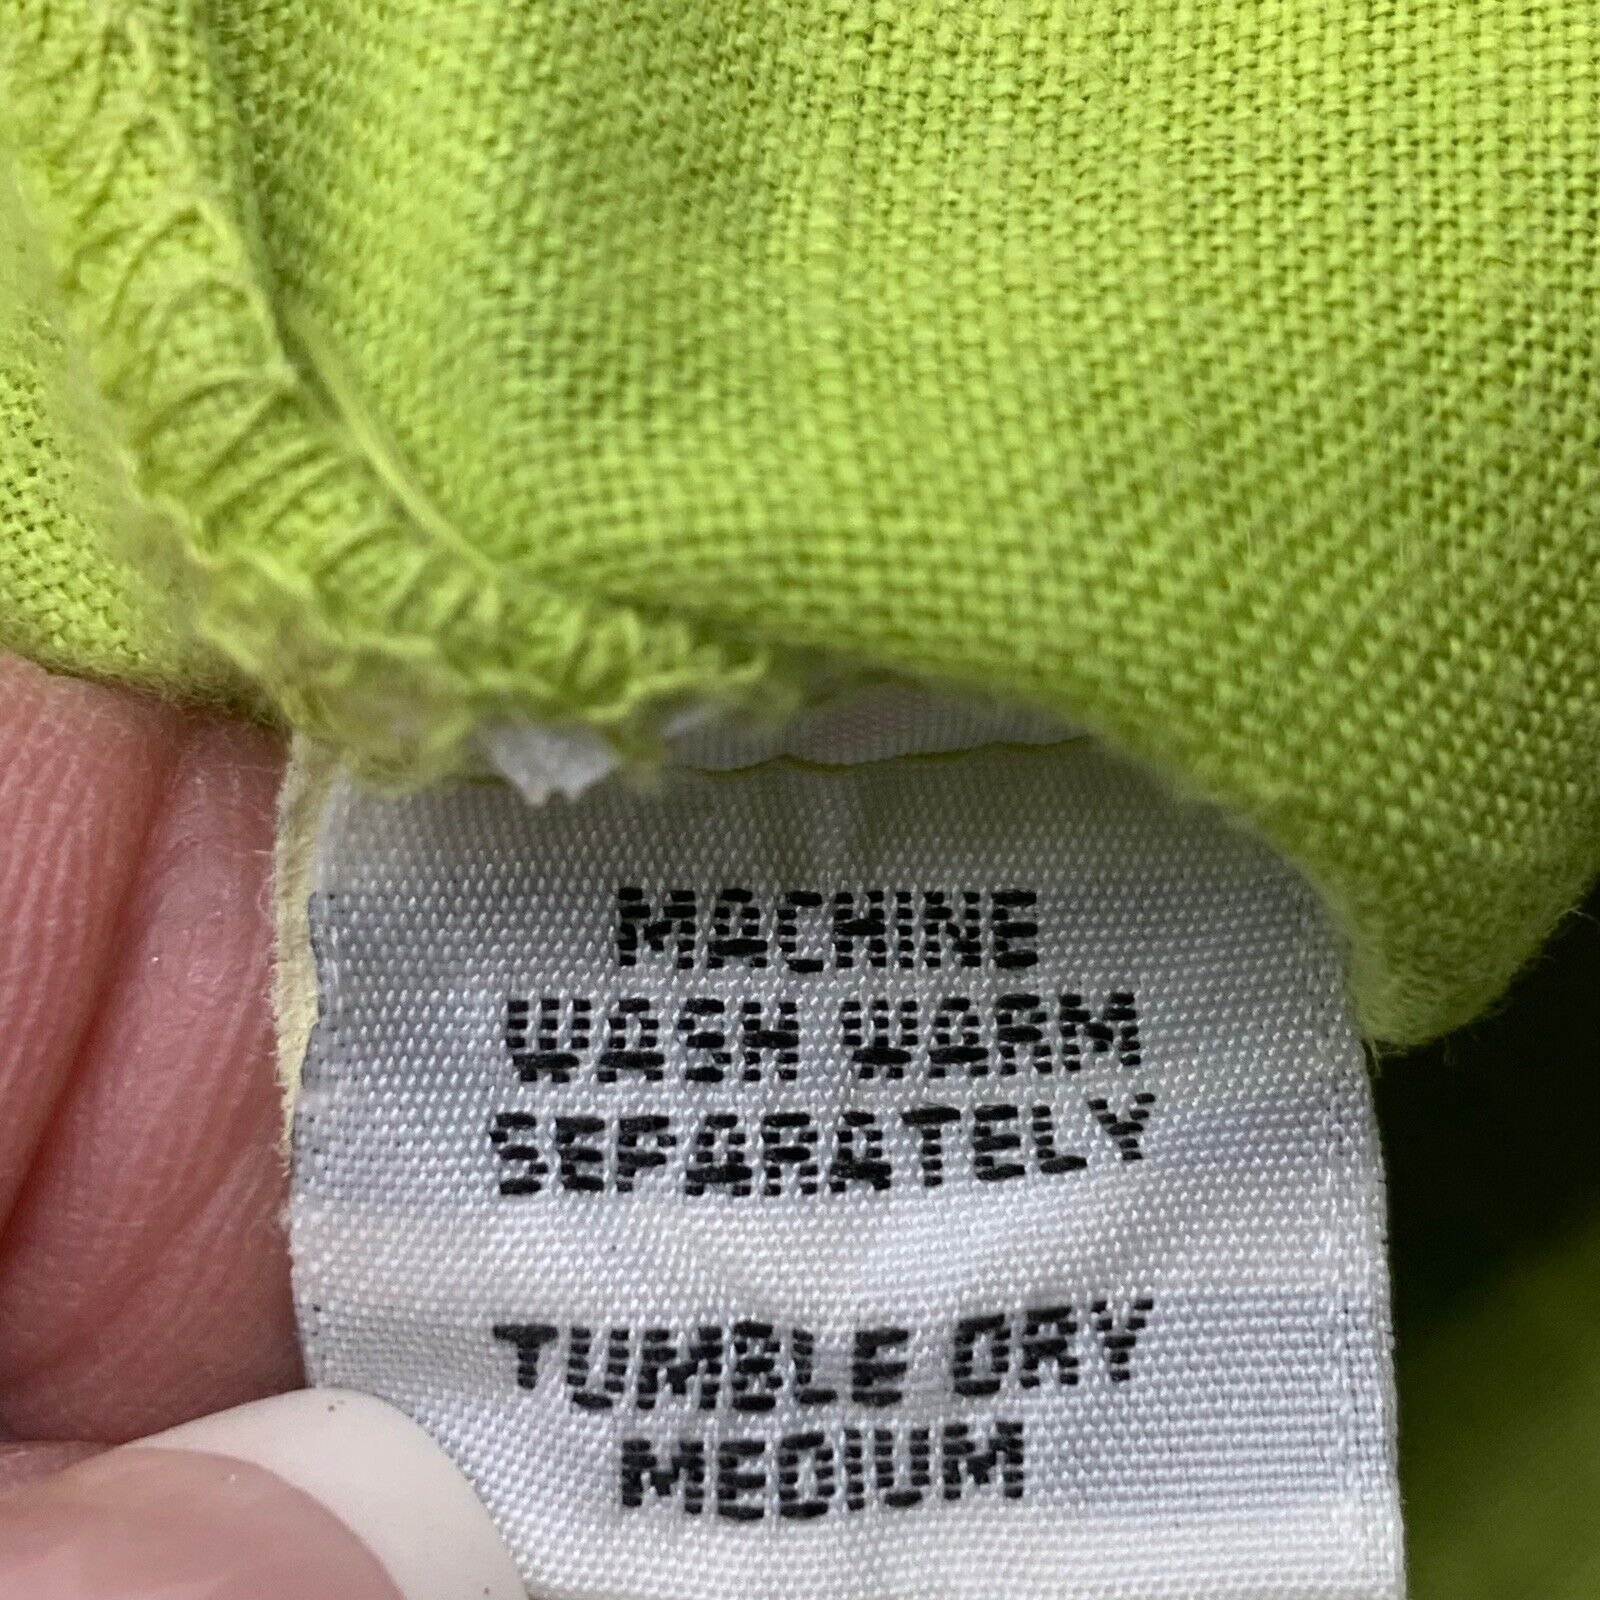 MACHINE
WASH WARM
SEPARATELY
TUMBLE DRY
MEDIUM